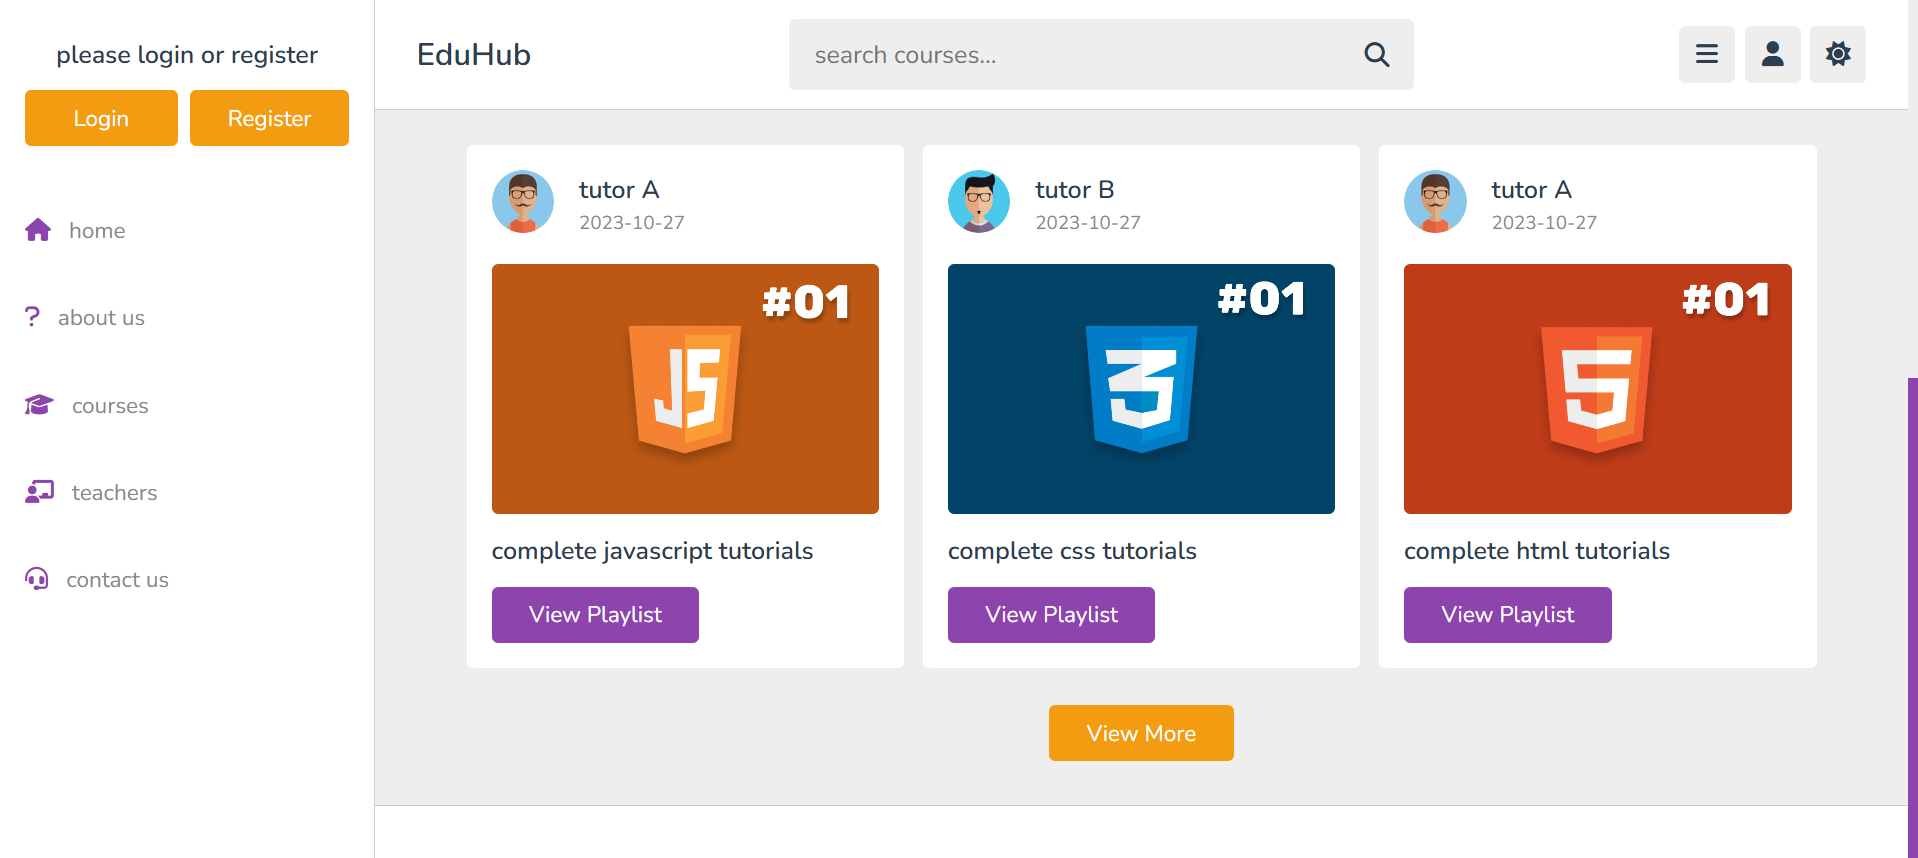 please login or register
Login
Register
home
about us
courses
teachers
contact us
EduHub
search courses...
tutor A
2023-10-27
#01
JS
complete javascript tutorials
View Playlist
tutor B
2023-10-27
#01
3
complete css tutorials
View Playlist
tutor A
2023-10-27
#01
5
complete html tutorials
View Playlist
View More